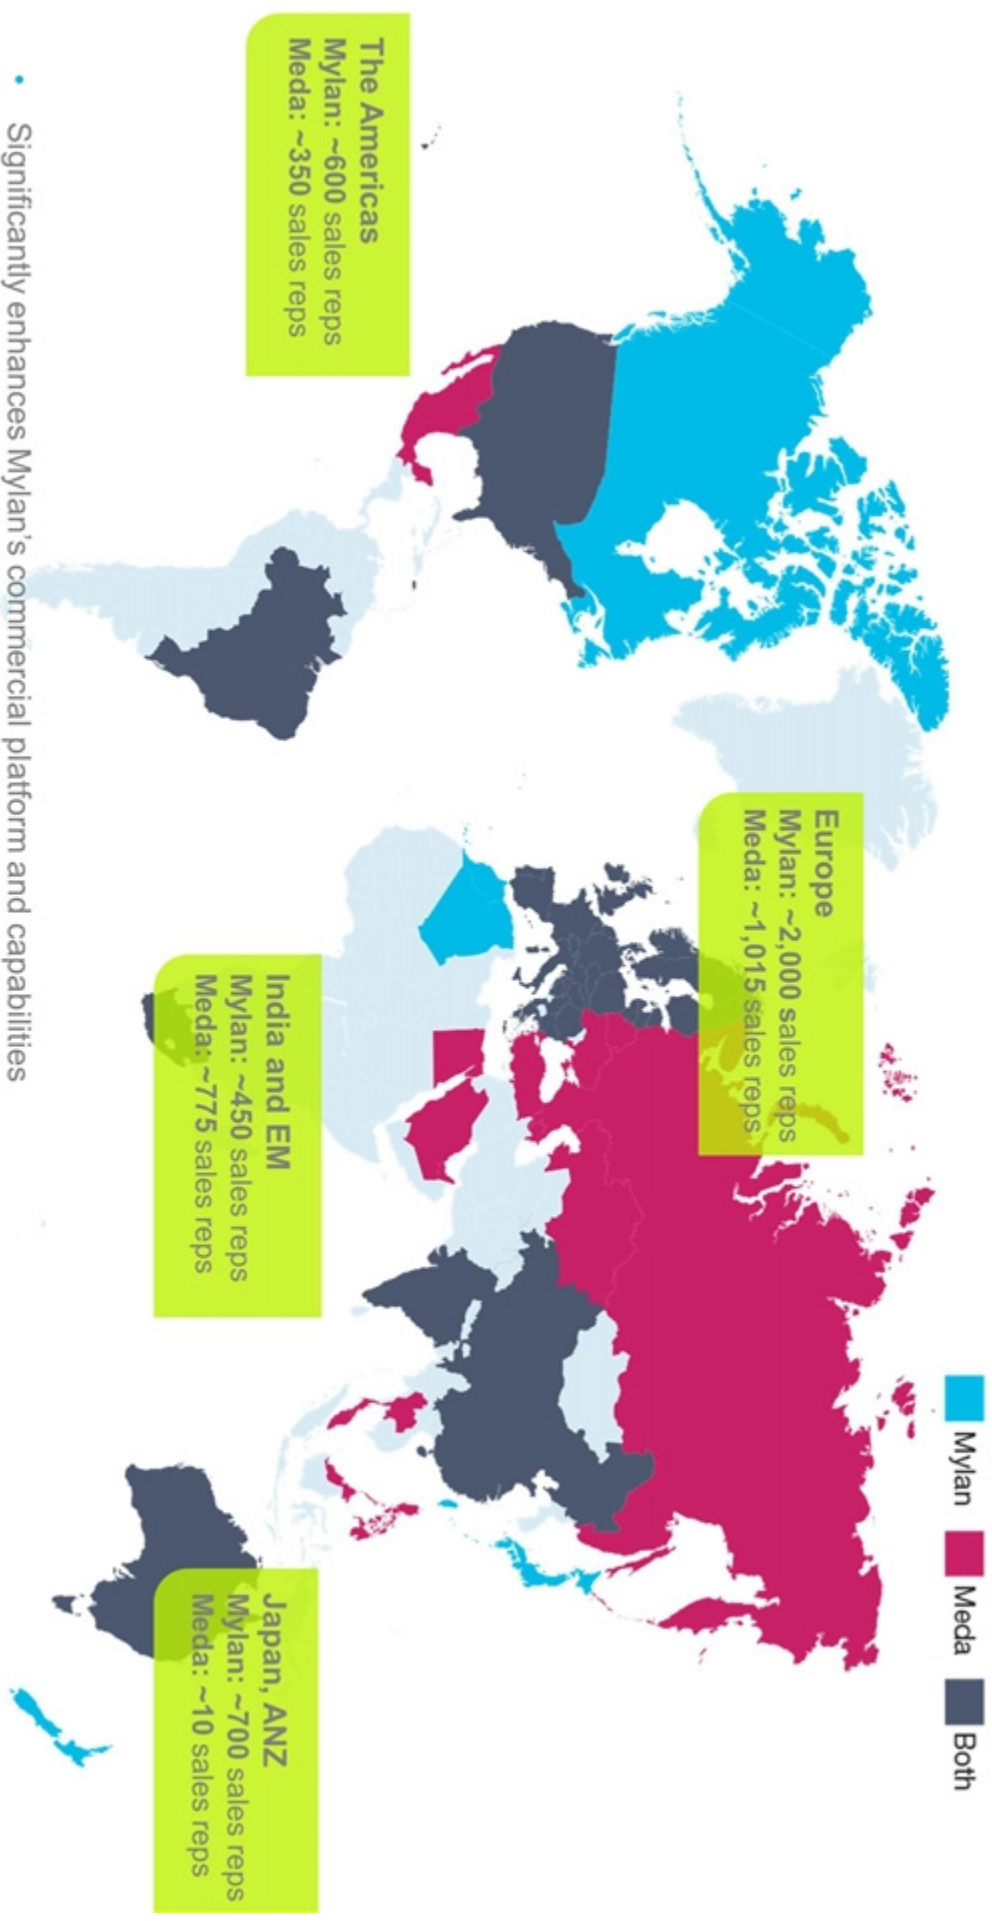 Mylan
Meda
Both
Europe
Mylan: ~2,000 sales reps
Meda: ~1,015 sales reps
The Americas
Mylan: ~600 sales reps
Meda: ~350 sales reps
India and EM
Mylan: ~450 sales reps
Meda: ~775 sales reps
Japan, ANZ
Mylan: ~700 sales reps
Meda: ~10 sales reps
• Significantly enhances Mylan's commercial platform and capabilities